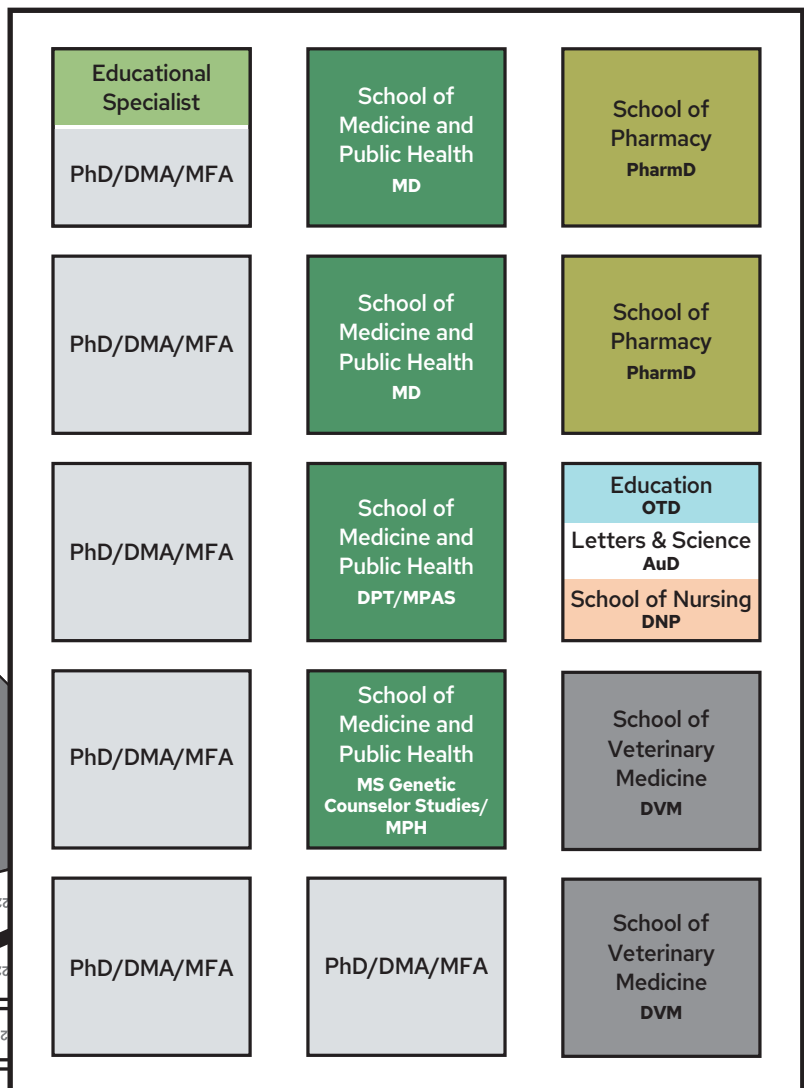 Educational
Specialist
PhD/DMA/MFA
School of
Medicine and
Public Health
MD
School of
Pharmacy
PharmD
PhD/DMA/MFA
School of
Medicine and
Public Health
MD
School of
Pharmacy
PharmD
PhD/DMA/MFA
School of
Medicine and
Public Health
DPT/MPAS
Education
OTD
Letters & Science
AuD
School of Nursing
DNP
PhD/DMA/MFA
School of
Medicine and
Public Health
MS Genetic
Counselor Studies/
MPH
School of
Veterinary
Medicine
DVM
PhD/DMA/MFA
PhD/DMA/MFA
School of
Veterinary
Medicine
DVM